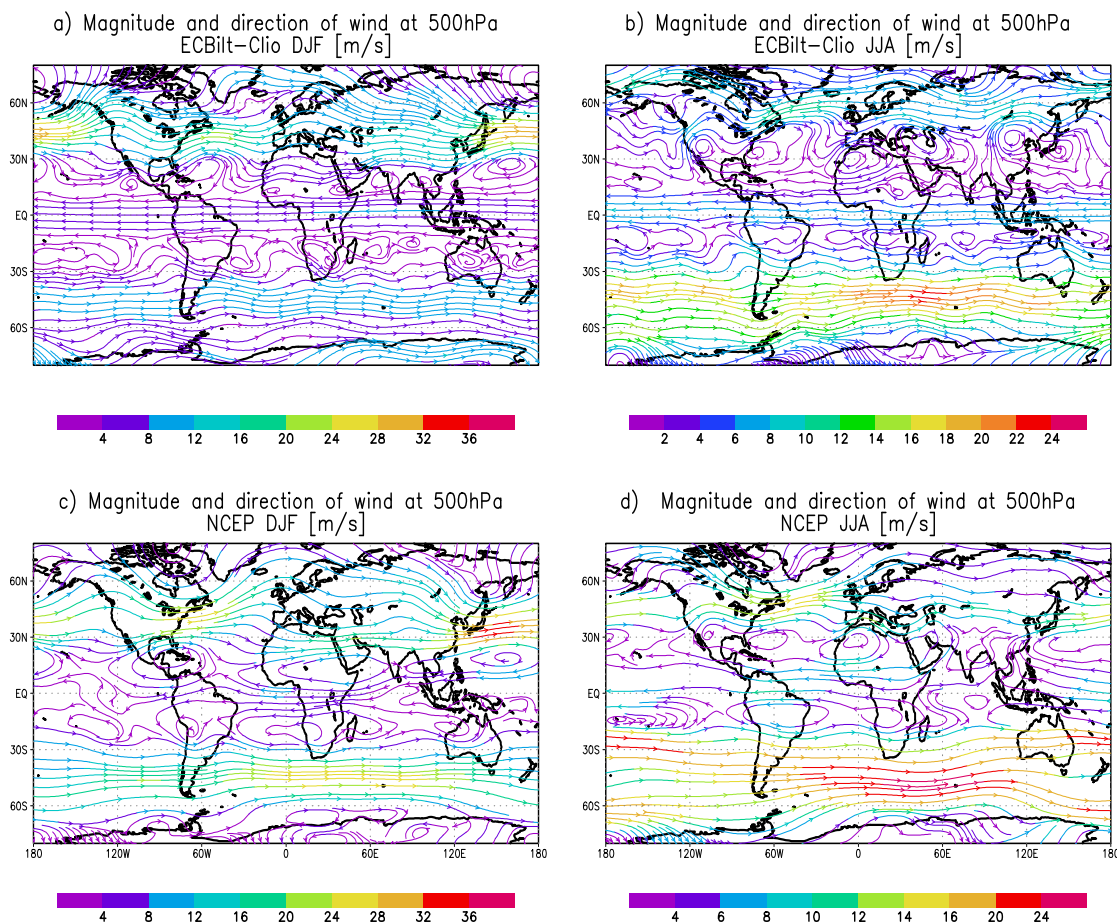 a) Magnitude and direction of wind at 500hPa
ECBilt-Clio DJF [m/s]
60N
30N
EQ
30S
60S
4 8 12 16 20 24 28 32 36
b) Magnitude and direction of wind at 500hPa
ECBilt-Clio JJA [m/s]
60N
30N
EQ
30S
60S
2 4 6 8 10 12 14 16 18 20 22 24
c) Magnitude and direction of wind at 500hPa
NCEP DJF [m/s]
60N
30N
EQ
30S
60S
180 120W 60W 0 60E 120E 180
4 8 12 16 20 24 28 32 36
d) Magnitude and direction of wind at 500hPa
NCEP JJA [m/s]
60N
30N
EQ
30S
60S
180 120W 60W 0 60E 120E 180
4 6 8 10 12 14 16 20 24